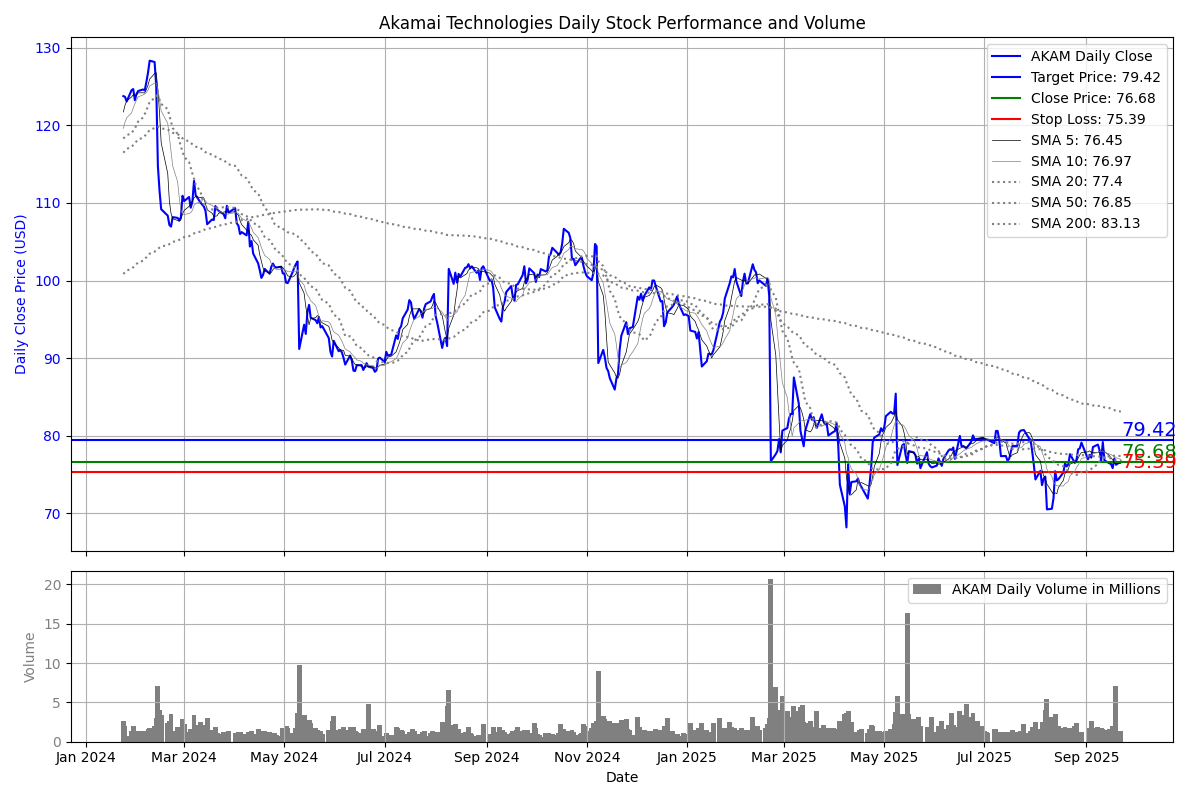 Akamai Technologies Daily Stock Performance and Volume
Daily Close Price (USD)
130
120
110
100
90
80
70
AKAM Daily Close
Target Price: 79.42
Close Price: 76.68
Stop Loss: 75.39
SMA 5: 76.45
SMA 10: 76.97
SMA 20: 77.4
SMA 50: 76.85
SMA 200: 83.13
79.42
76.68
75.39
Volume
20
15
10
5
0
AKAM Daily Volume in Millions
Jan 2024
Mar 2024
May 2024
Jul 2024
Sep 2024
Nov 2024
Jan 2025
Mar 2025
May 2025
Jul 2025
Sep 2025
Date